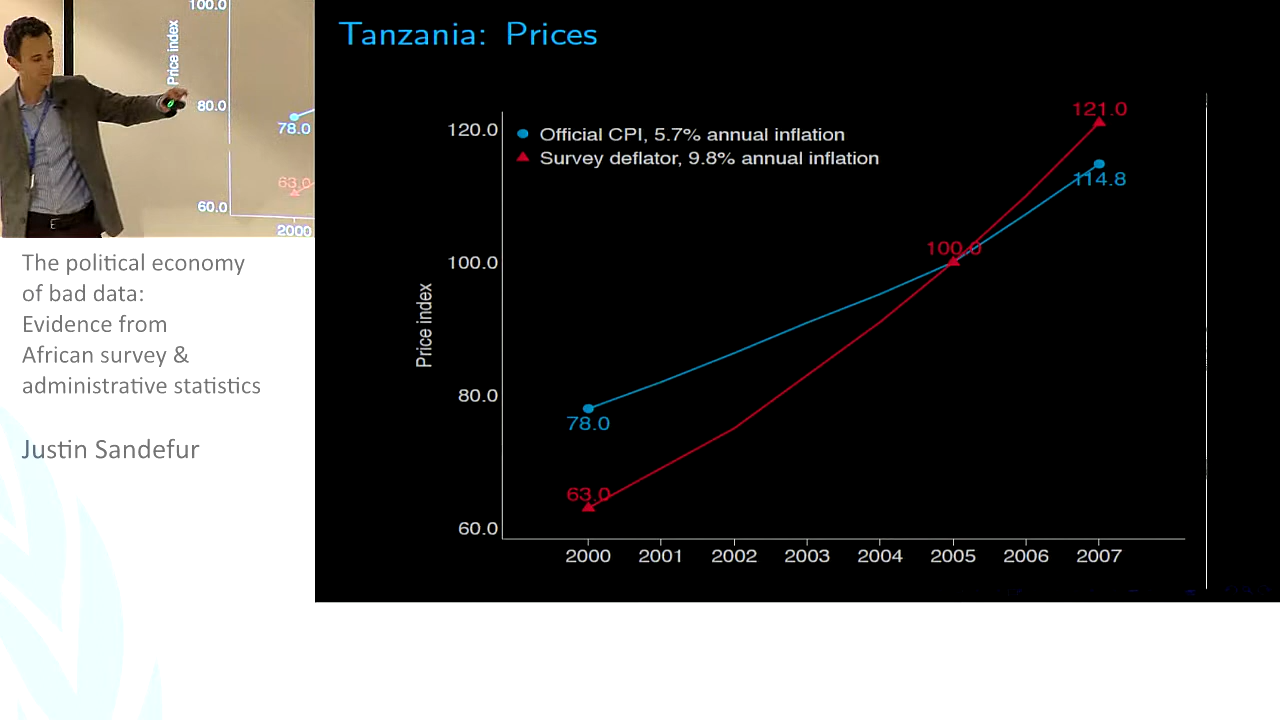 100.0
Price index
80.0
78.0
63.0
60.0
2000
The political economy
of bad data:
Evidence from
African survey &
administrative statistics
Justin Sandefur
Tanzania: Prices
Official CPI, 5.7% annual inflation
Survey deflator, 9.8% annual inflation
120.0
100.0
80.0
60.0
Price index
121.0
114.8
100.0
78.0
63.0
2000 2001 2002 2003 2004 2005 2006 2007